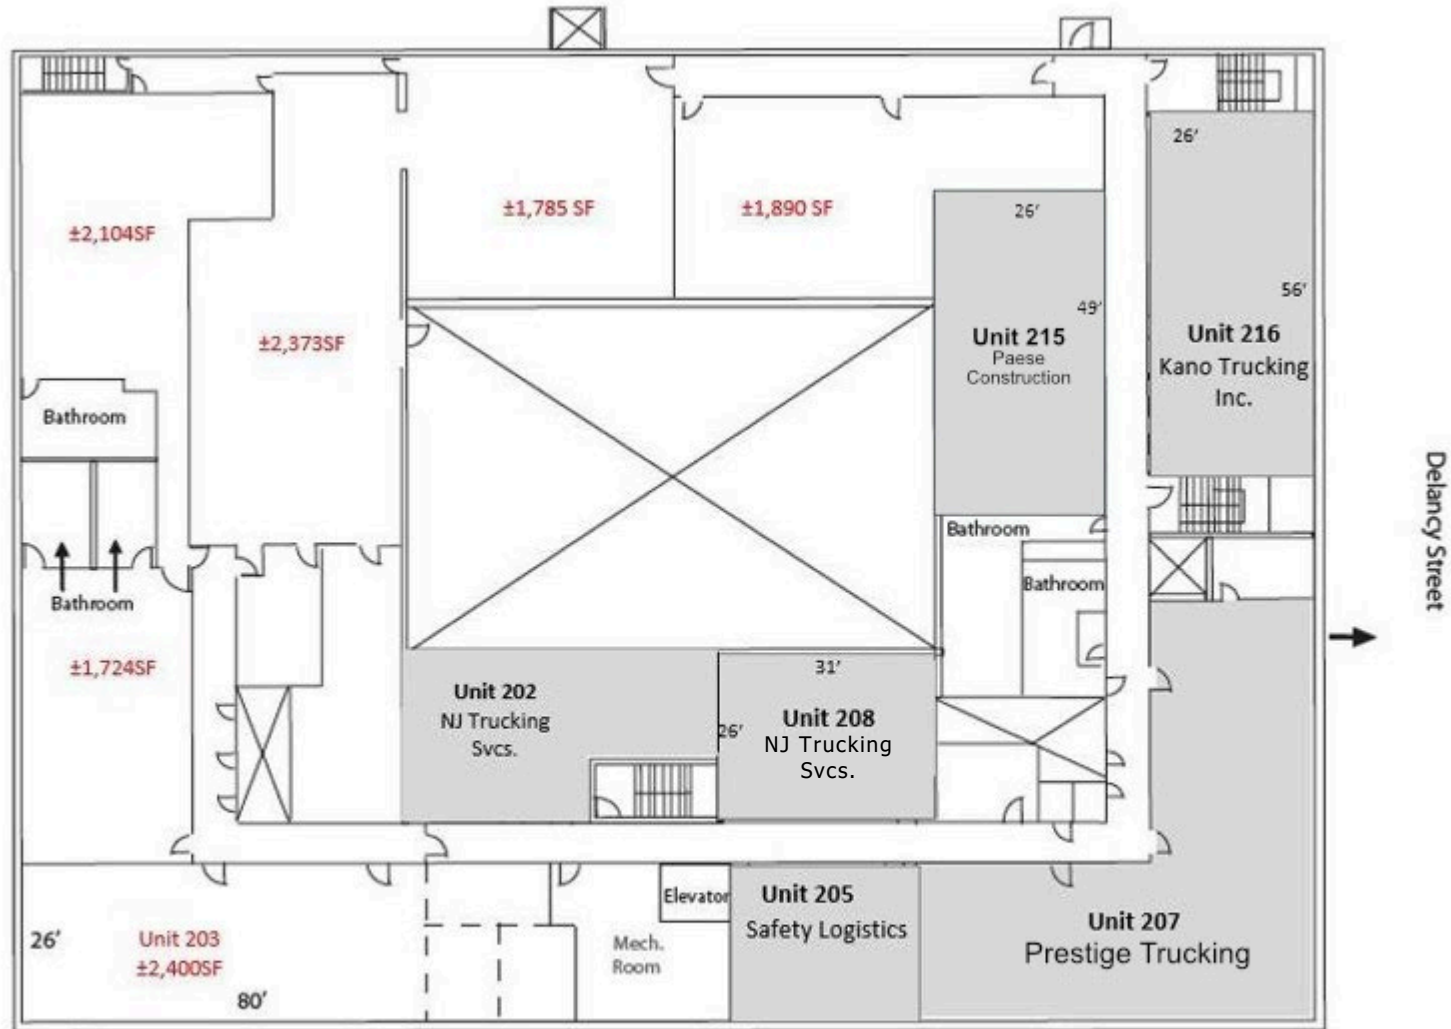 26'
±1,785 SF
±1,890 SF
26'
±2,104SF
56'
49'
±2,373SF
Unit 215
Paese
Construction
Unit 216
Kano Trucking
Inc.
Bathroom
Delancy Street
Bathroom
Bathroom
Bathroom
±1,724SF
31'
Unit 202
NJ Trucking
Svcs.
26'
Unit 208
NJ Trucking
Svcs.
Elevator
Unit 205
Safety Logistics
Unit 207
Prestige Trucking
26'
Unit 203
±2,400SF
80'
Mech.
Room